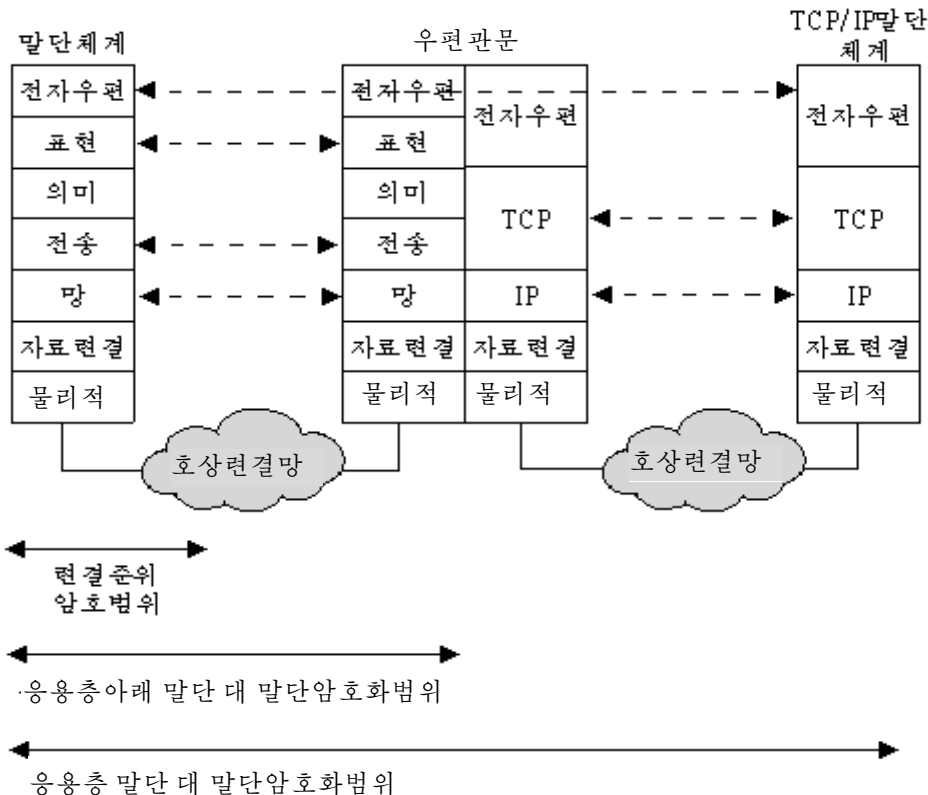 TCP/IP말단
체계
말단체계
우편관문
전자우편
전자우편
전자우편
전자우편
표현
표현
의미
의미
TCP
TCP
전송
전송
망
망
IP
IP
자료련결
자료련결
자료련결
자료련결
물리적
물리적
물리적
물리적
호상련결망
호상련결망
련결준위
암호범위
응용층아래 말단 대 말단암호화범위
응용층 말단 대 말단암호화범위